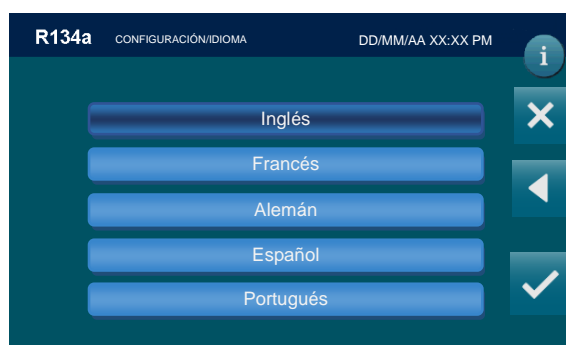 R134a CONFIGURACIÓN/IDIOMA DD/MM/AA XX:XX PM
i
Inglés
Francés
Alemán
Español
Portugués